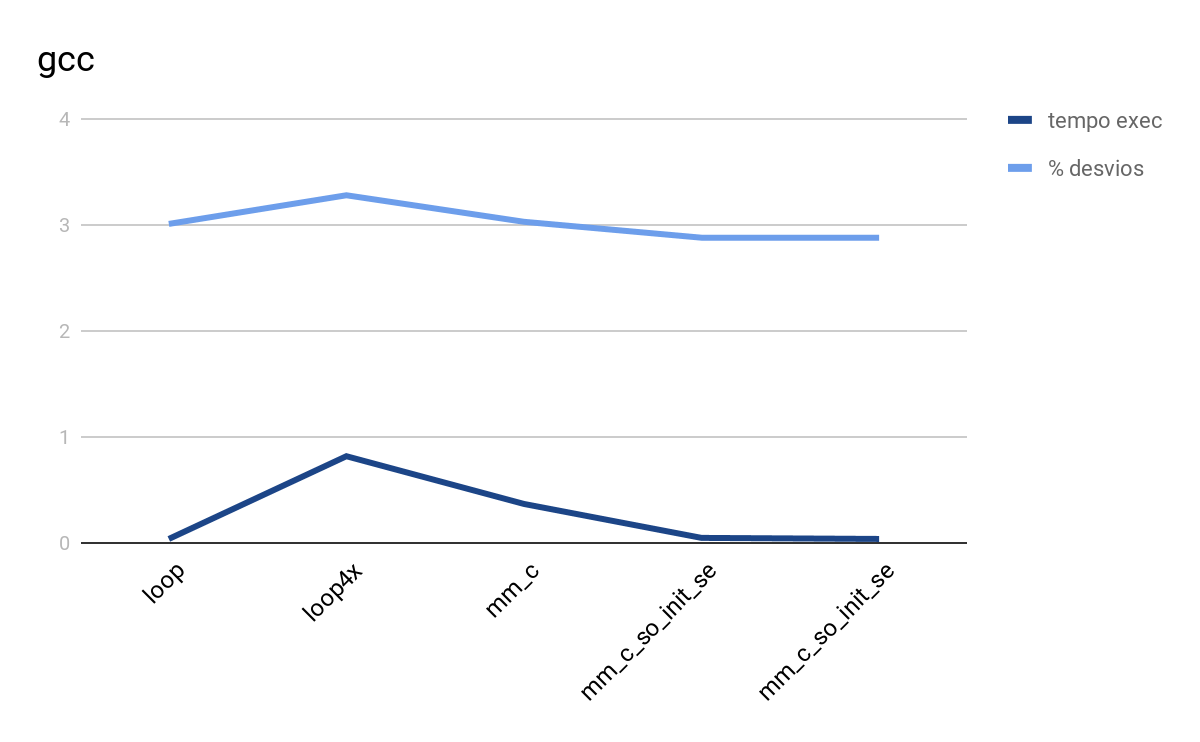 gcc
4
3
2
1
0
tempo exec
% desvios
loop
loop4x
mm_c
mm_c_so_init_se
mm_c_so_init_se